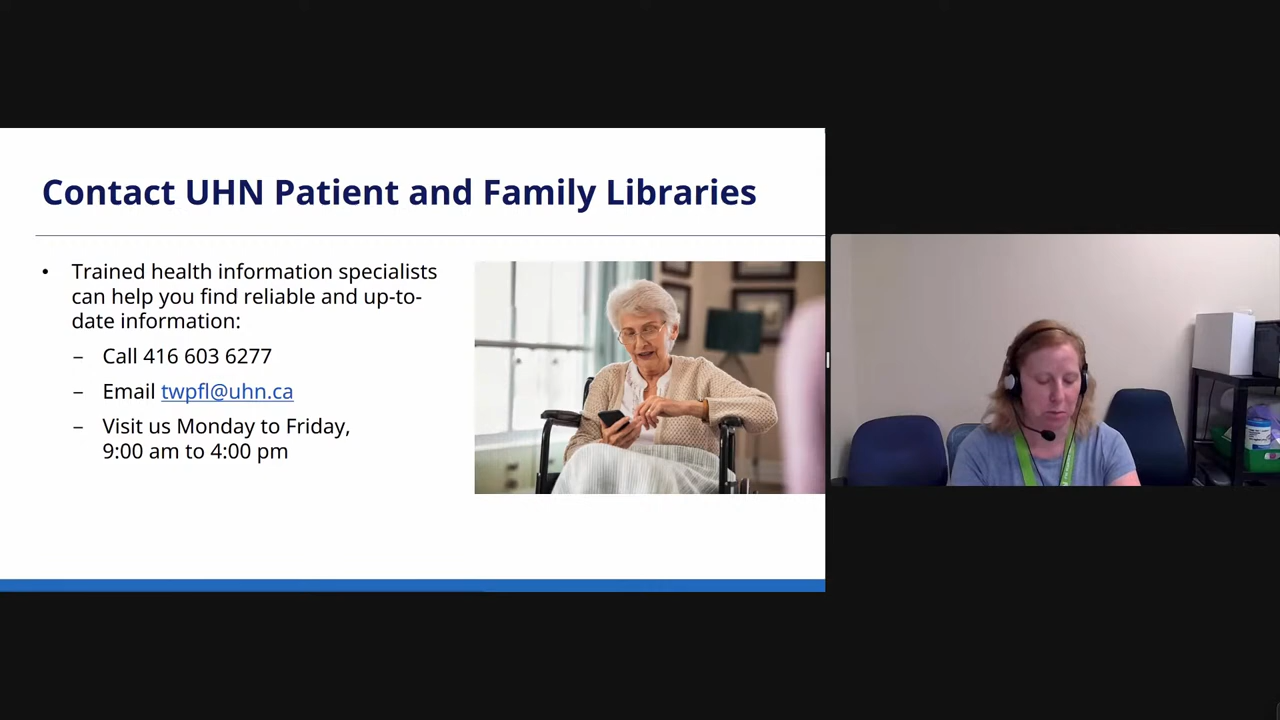 Contact UHN Patient and Family Libraries
• Trained health information specialists
can help you find reliable and up-to-
date information:
– Call 416 603 6277
– Email twpfl@uhn.ca
– Visit us Monday to Friday,
9:00 am to 4:00 pm